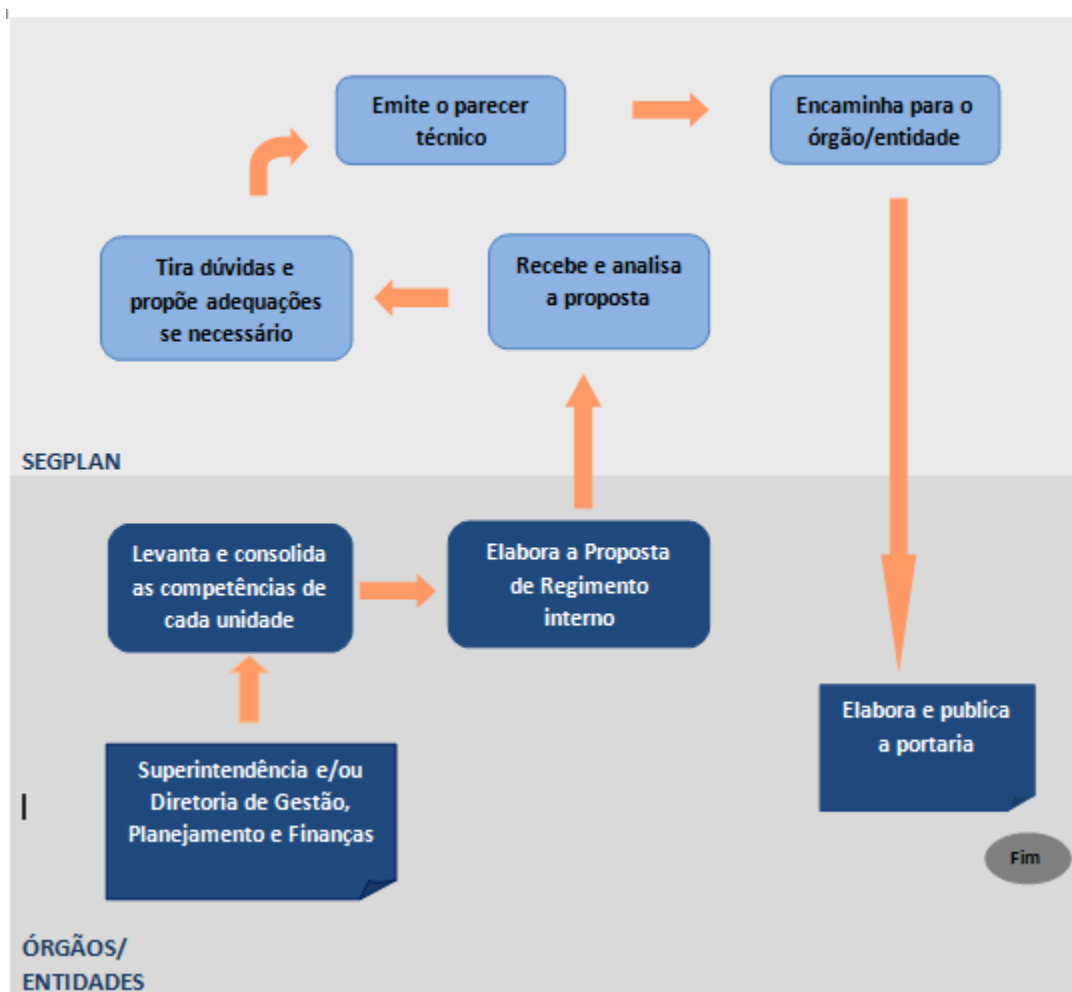 Emite o parecer
técnico
Encaminha para o
órgão/entidade
Tira dúvidas e
propõe adequações
se necessário
Recebe e analisa
a proposta
SEGPLAN
Levanta e consolida
as competências de
cada unidade
Elabora a Proposta
de Regimento
interno
Elabora e publica
a portaria
Superintendência e/ou
Diretoria de Gestão,
Planejamento e Finanças
Fim
ÓRGÃOS/
ENTIDADES